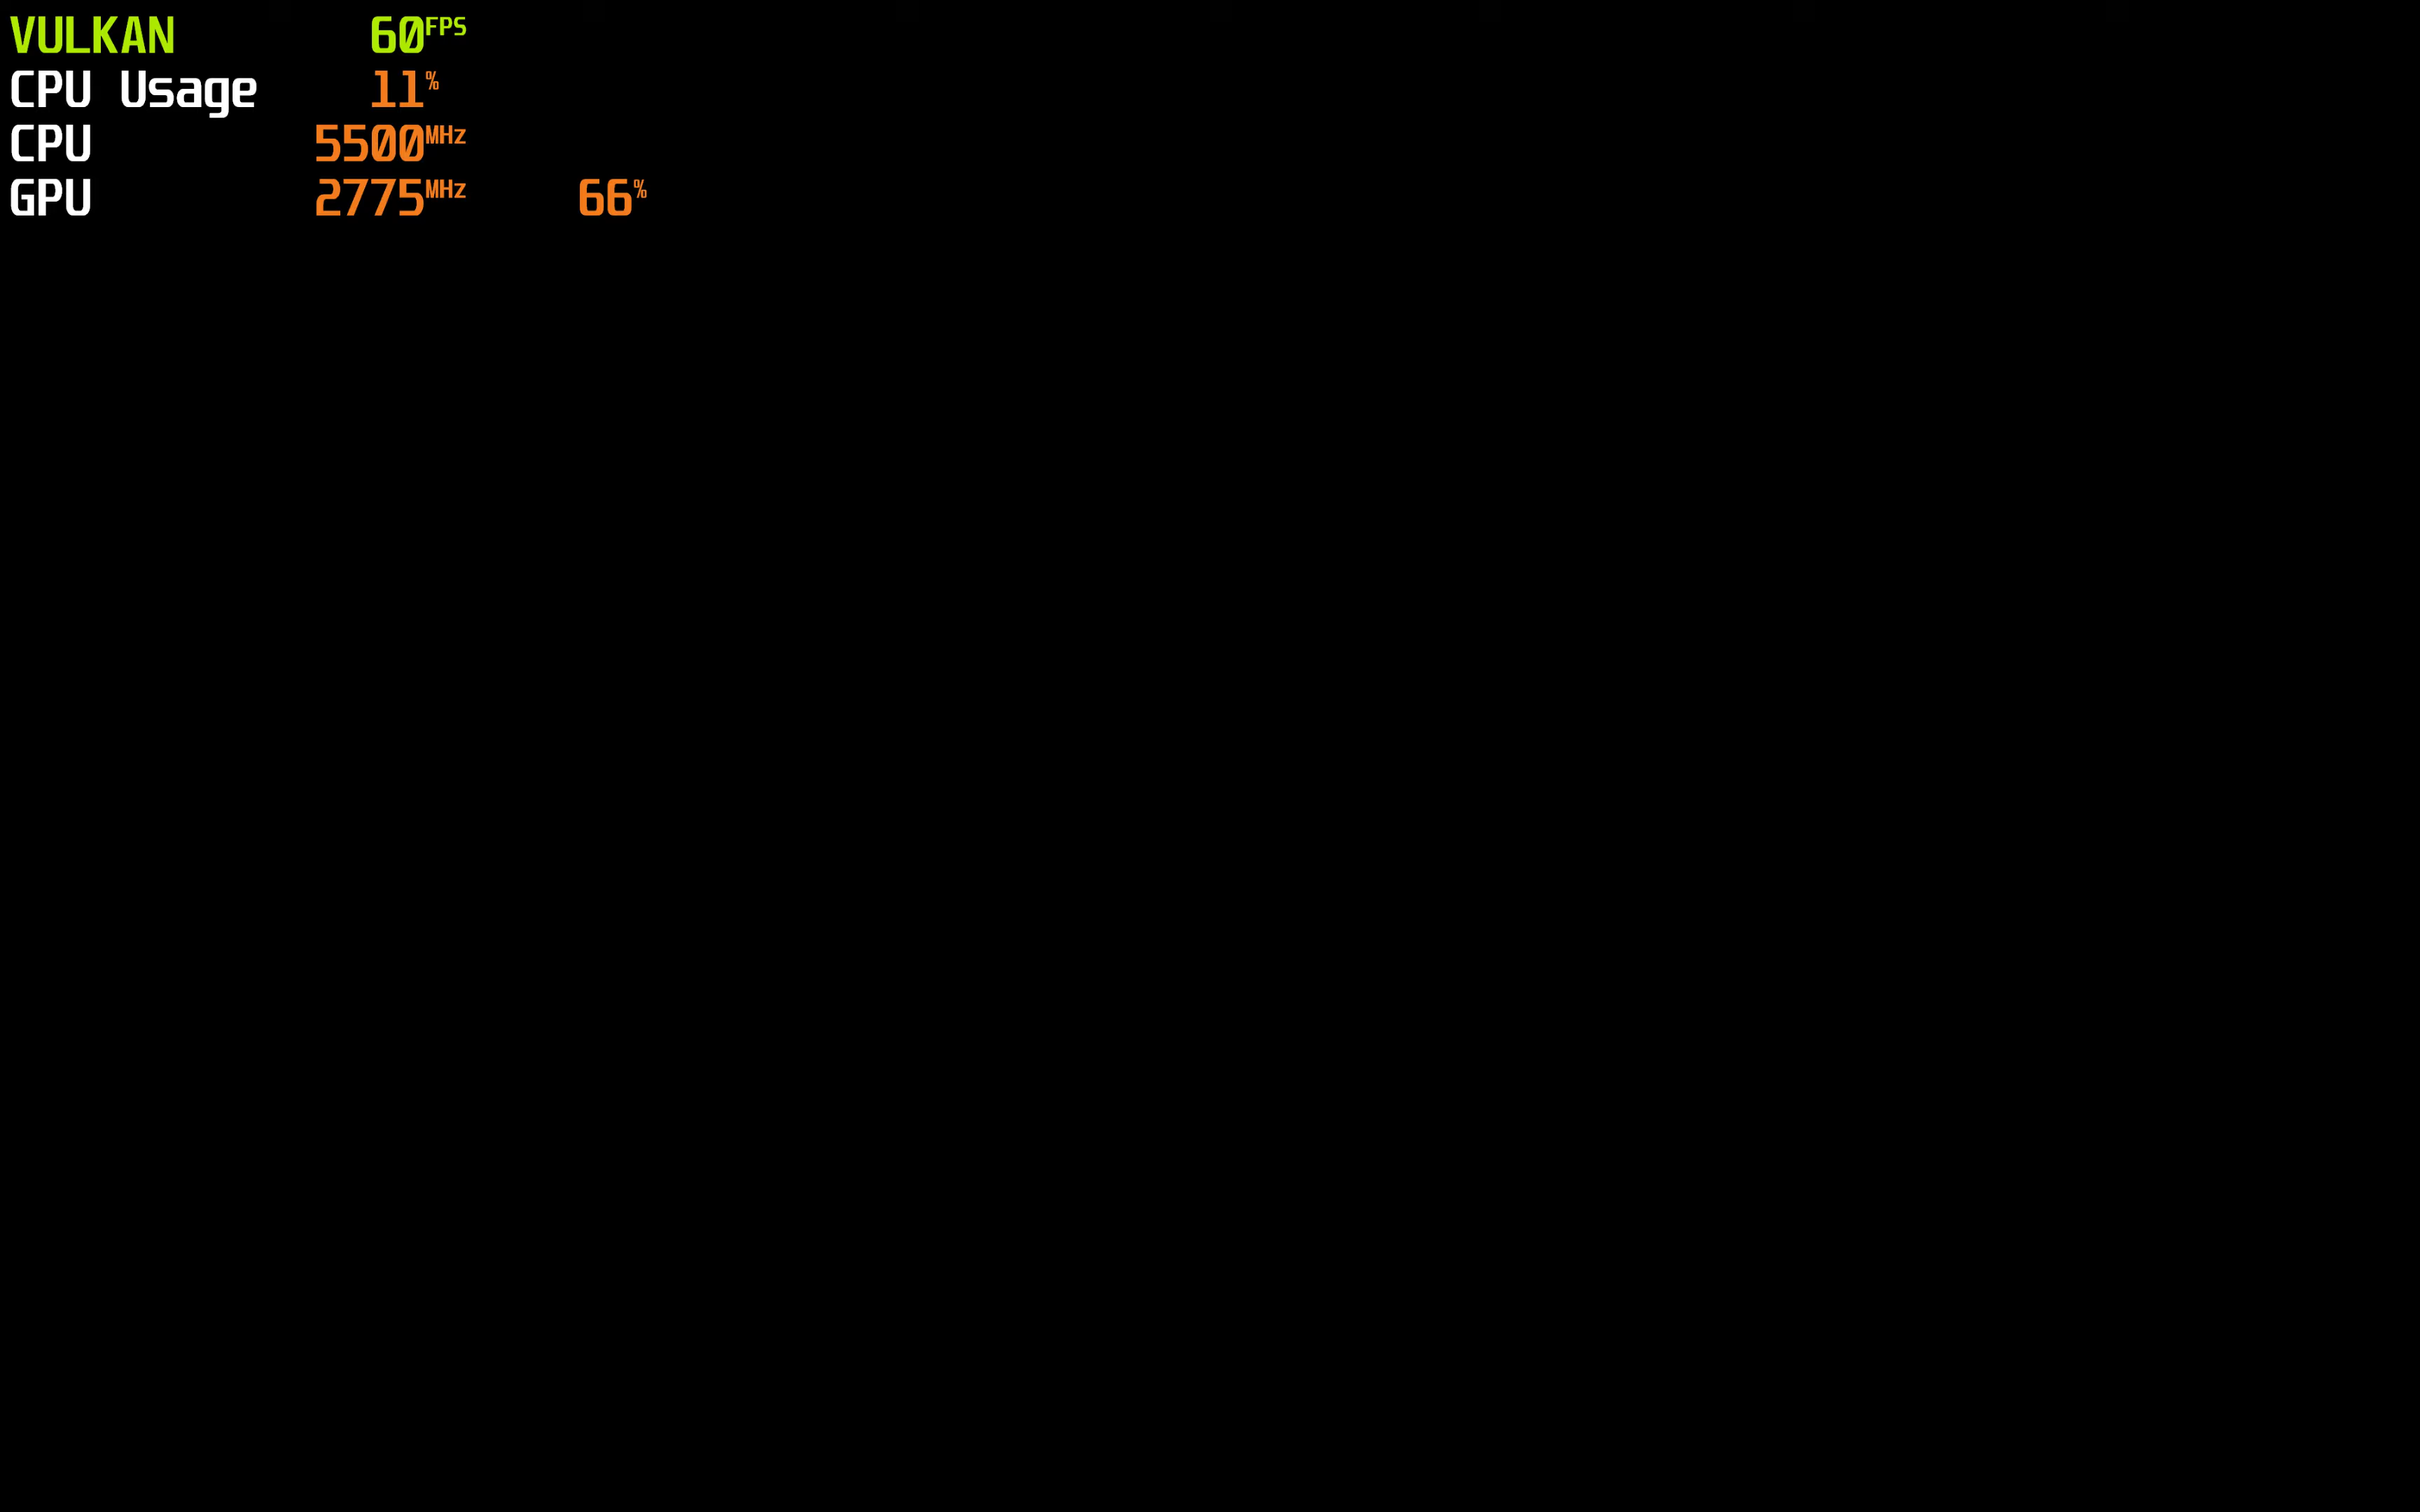 VULKAN 60FPS
CPU Usage 11%
CPU 5500MHz
GPU 2775MHz 66%